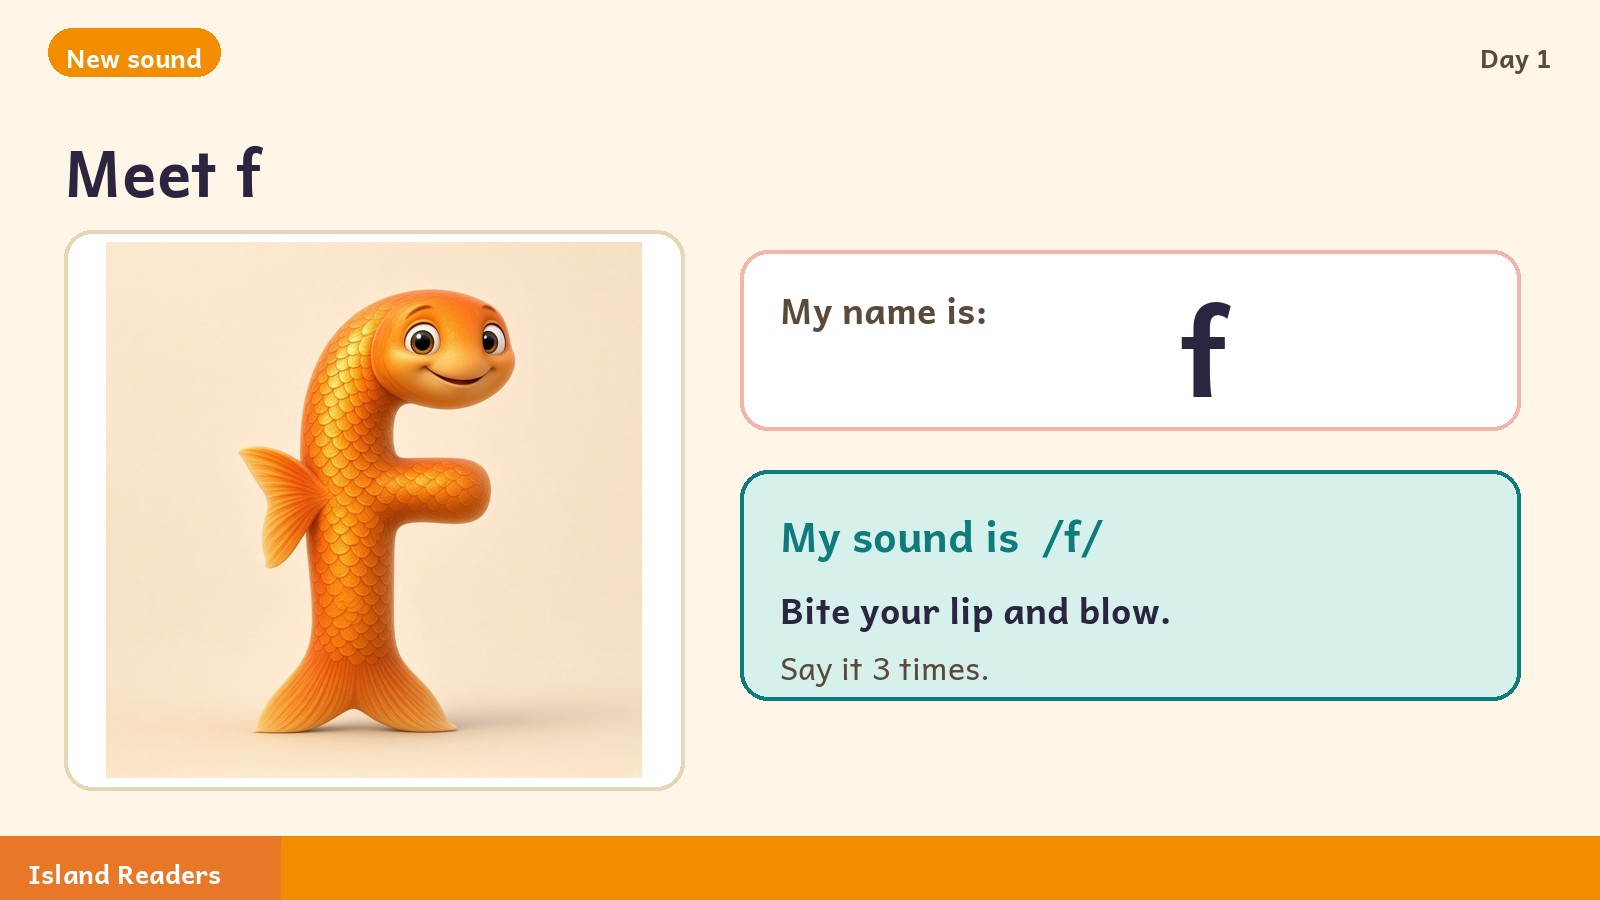 New sound
Day 1
Meet f
My name is:
f
My sound is /f/
Bite your lip and blow.
Say it 3 times.
Island Readers